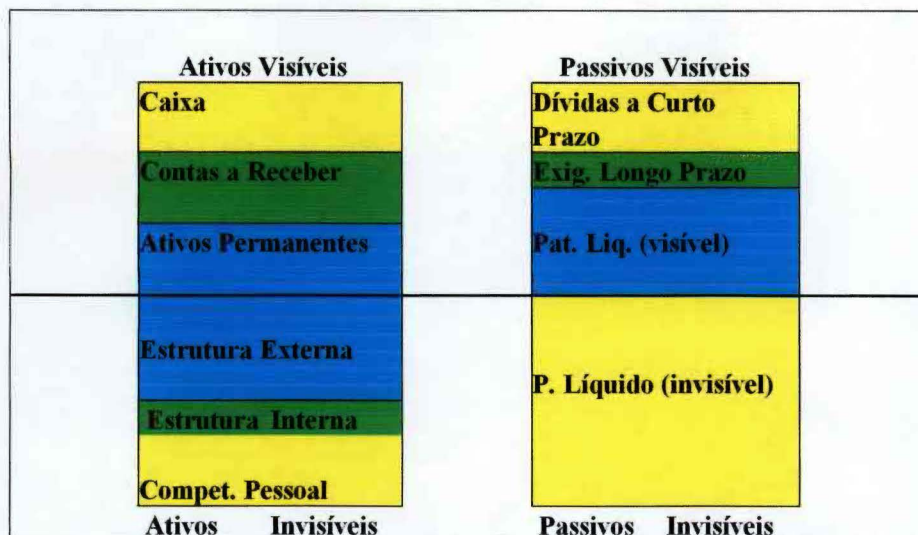 Ativos Visíveis
Caixa
Contas a Receber
Ativos Permanentes
Estrutura Externa
Estrutura Interna
Compet. Pessoal
Ativos Invisíveis
Passivos Visíveis
Dívidas a Curto
Prazo
Exig. Longo Prazo
Pat. Liq. (visível)
P. Líquido (invisível)
Passivos Invisíveis